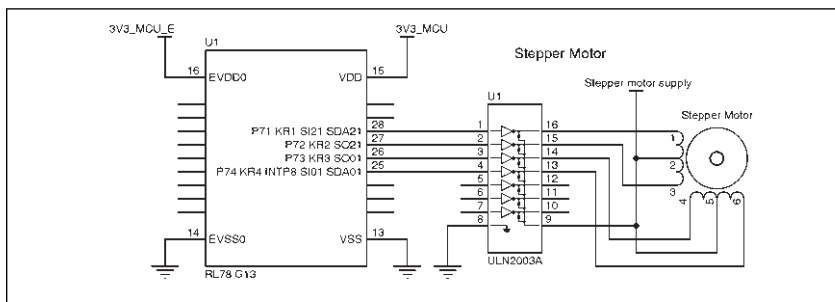 3V3_MCU_E
3V3_MCU
U1
16 EVDD0
VDD 15
P71 KR1 SI21 SDA21 28
P72 KR2 SO21 27
P73 KR3 SO01 26
P74 KR4 INTP8 SI01 SDA01 25
14 EVSS0
VSS 13
RL78 G13
Stepper Motor
Stepper motor supply
U1
1 16
2 15
3 14
4 13
5 12
6 11
7 10
8 9
ULN2003A
Stepper Motor
1
2
3
4 5 6